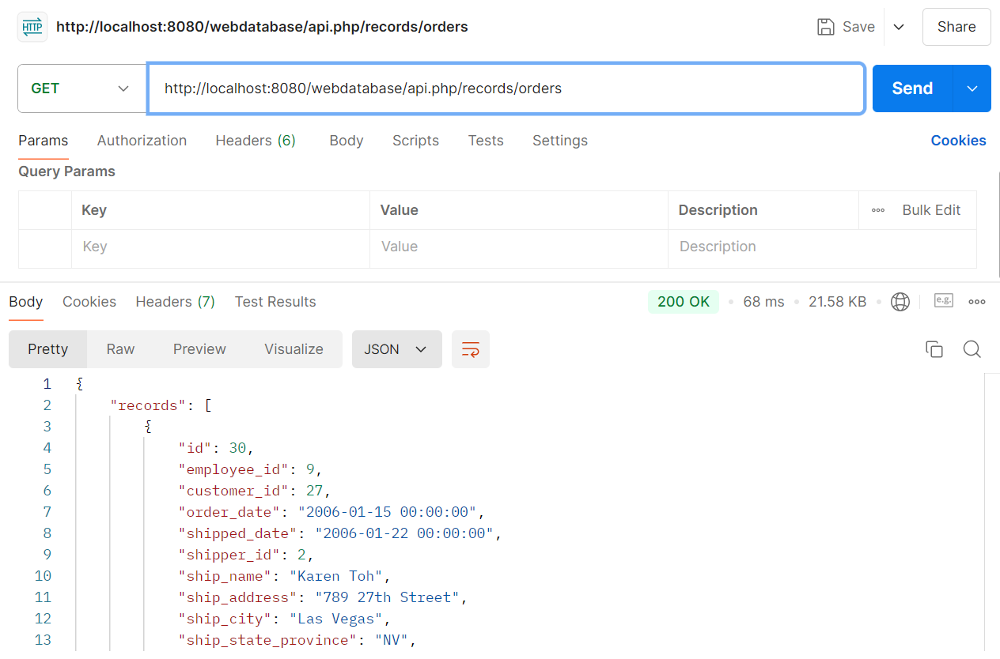 HTTP http://localhost:8080/webdatabase/api.php/records/orders Save Share
GET http://localhost:8080/webdatabase/api.php/records/orders Send
Params Authorization Headers (6) Body Scripts Tests Settings Cookies
Query Params
Key Value Description Bulk Edit
Key Value Description
Body Cookies Headers (7) Test Results 200 OK 68 ms 21.58 KB e.g.
Pretty Raw Preview Visualize JSON
1 {
2 "records": [
3 {
4 "id": 30,
5 "employee_id": 9,
6 "customer_id": 27,
7 "order_date": "2006-01-15 00:00:00",
8 "shipped_date": "2006-01-22 00:00:00",
9 "shipper_id": 2,
10 "ship_name": "Karen Toh",
11 "ship_address": "789 27th Street",
12 "ship_city": "Las Vegas",
13 "ship_state_province": "NV",